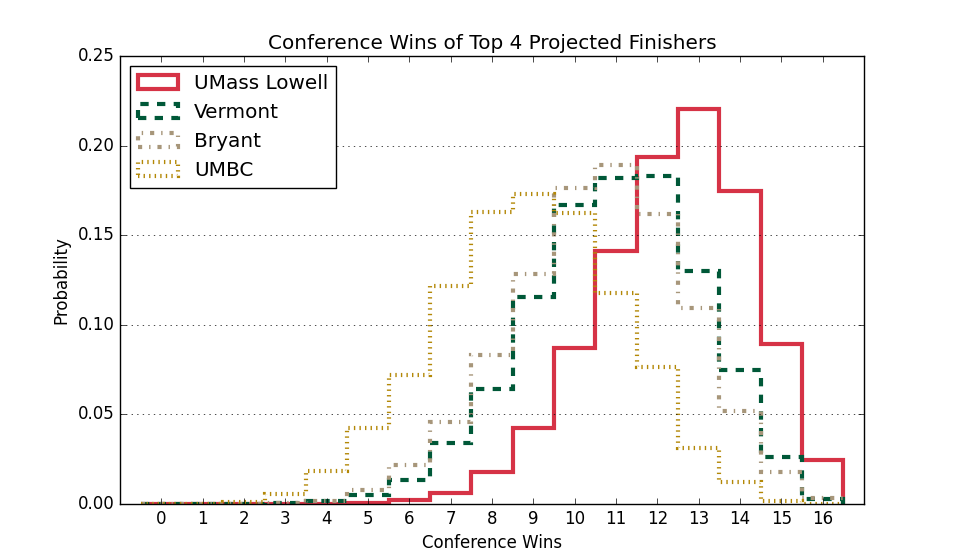 Conference Wins of Top 4 Projected Finishers
UMass Lowell
Vermont
Bryant
UMBC
0.25
0.20
0.15
0.10
0.05
0.00
Probability
0 1 2 3 4 5 6 7 8 9 10 11 12 13 14 15 16
Conference Wins